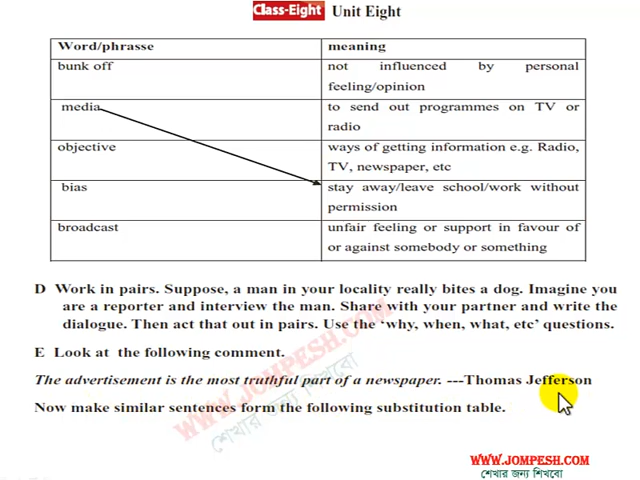 Class-Eight Unit Eight
Word/phrasse meaning
bunk off not influenced by personal
feeling/opinion
media to send out programmes on TV or
radio
objective ways of getting information e.g. Radio,
TV, newspaper, etc
bias stay away/leave school/work without
permission
broadcast unfair feeling or support in favour of
or against somebody or something
D Work in pairs. Suppose, a man in your locality really bites a dog. Imagine you
are a reporter and interview the man. Share with your partner and write the
dialogue. Then act that out in pairs. Use the ‘why, when, what, etc’ questions.
E Look at the following comment.
The advertisement is the most truthful part of a newspaper. ---Thomas Jefferson
Now make similar sentences form the following substitution table.
WWW.JOMPESH.COM
শেখার জন্য শিখবো
WWW.JOMPESH.COM
শেখার জন্য শিখবো